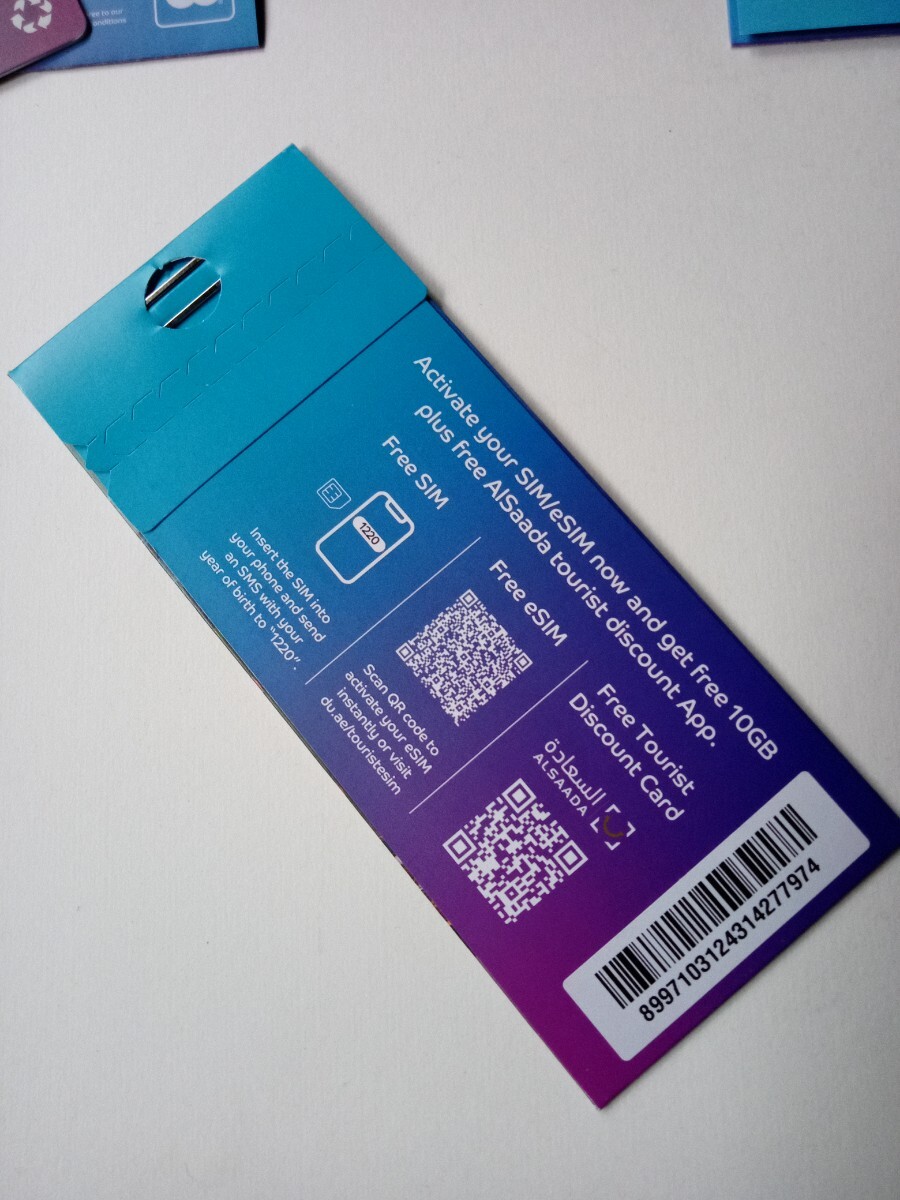 Activate your SIM/eSIM now and get free 10GB
plus free AlSaada tourist discount App.
Free SIM
1220
Insert the SIM into
your phone and send
an SMS with your
year of birth to "1220".
Free eSIM
Scan QR code to
activate your eSIM
instantly or visit
du.ae/touristesim
Free Tourist
Discount Card
السعادة
ALSAADA
8997103124314277974